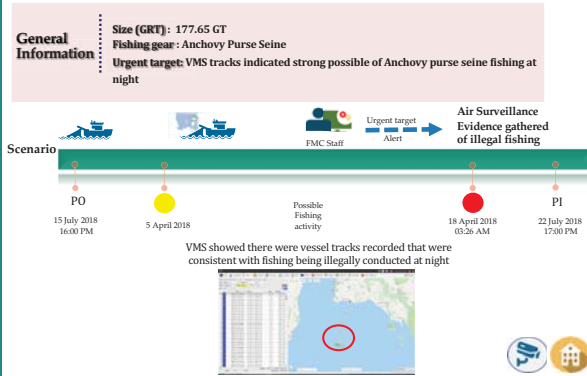 General
Information
Size (GRT) : 177.65 GT
Fishing gear : Anchovy Purse Seine
Urgent target: VMS tracks indicated strong possible of Anchovy purse seine fishing at
night
Scenario
FMC Staff
Urgent target
Alert
Air Surveillance
Evidence gathered
of illegal fishing
PO
15 July 2018
16:00 PM
5 April 2018
Possible
Fishing
activity
18 April 2018
03:26 AM
PI
22 July 2018
17:00 PM
VMS showed there were vessel tracks recorded that were
consistent with fishing being illegally conducted at night